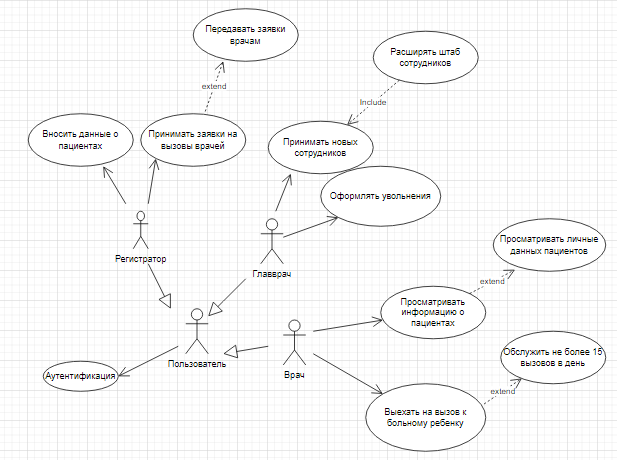 Передавать заявки
врачам
Расширять штаб
сотрудников
extend
Include
Вносить данные о
пациентах
Принимать заявки на
вызовы врачей
Принимать новых
сотрудников
Оформлять увольнения
Регистратор
Главврач
Просматривать личные
данных пациентов
extend
Просматривать
информацию о
пациентах
Пользователь
Врач
Аутентификация
Обслужить не более 15
вызовов в день
extend
Выехать на вызов к
больному ребенку